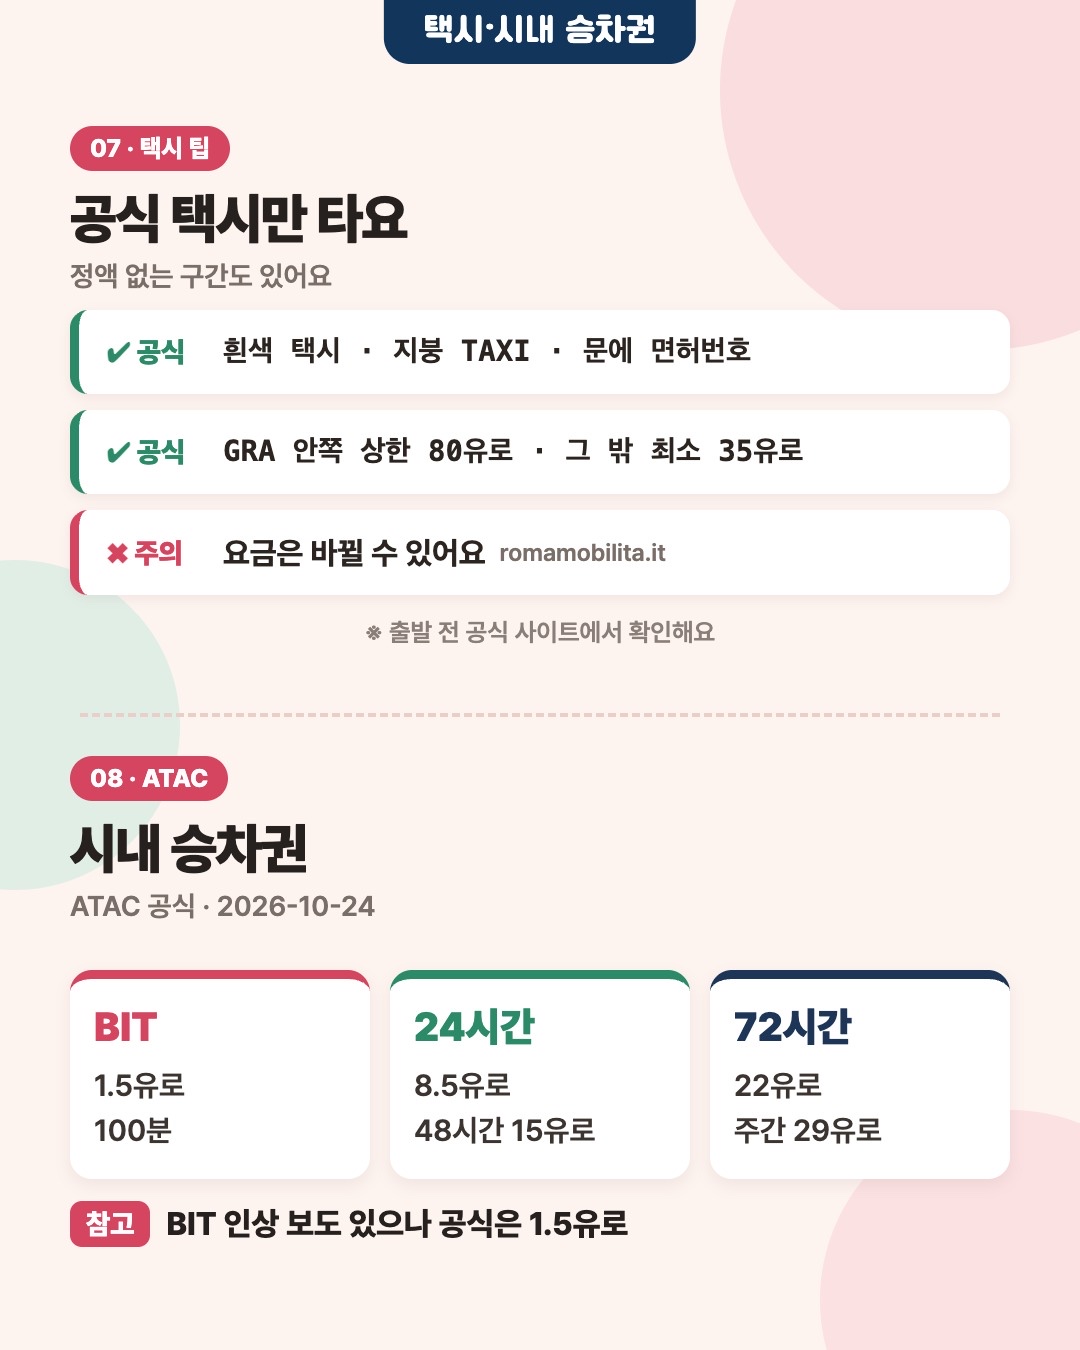 택시·시내 승차권
07 · 택시 팁
공식 택시만 타요
정액 없는 구간도 있어요
✔ 공식 흰색 택시 · 지붕 TAXI · 문에 면허번호
✔ 공식 GRA 안쪽 상한 80유로 · 그 밖 최소 35유로
✖ 주의 요금은 바뀔 수 있어요 romamobilita.it
※ 출발 전 공식 사이트에서 확인해요
08 · ATAC
시내 승차권
ATAC 공식 · 2026-10-24
BIT
1.5유로
100분
24시간
8.5유로
48시간 15유로
72시간
22유로
주간 29유로
참고 BIT 인상 보도 있으나 공식은 1.5유로